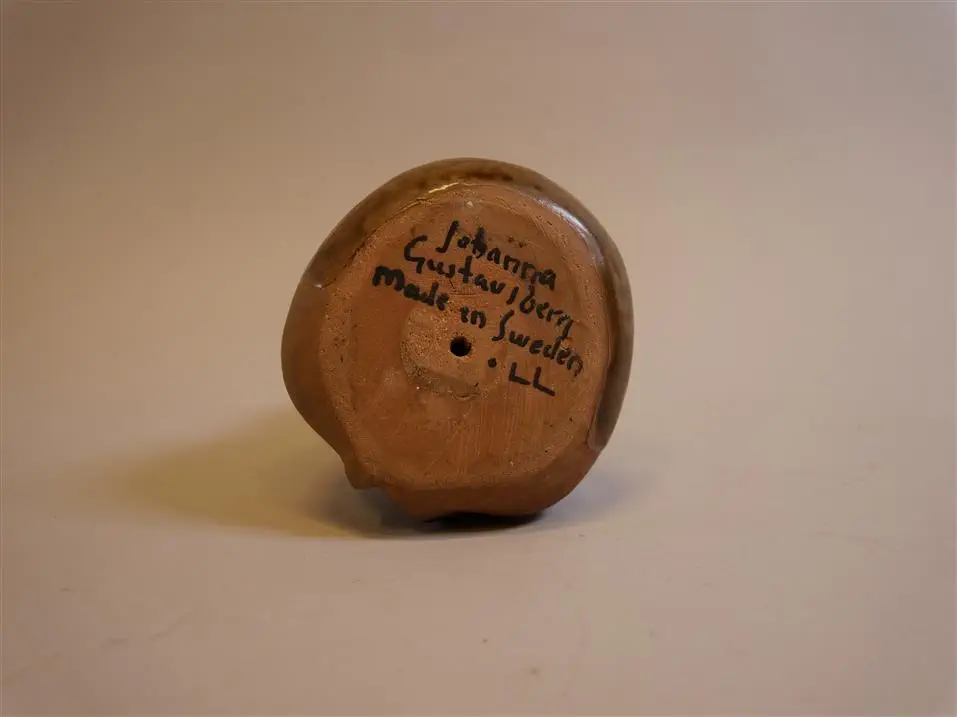 Johanna
Gustavsberg
Made in Sweden
. LL